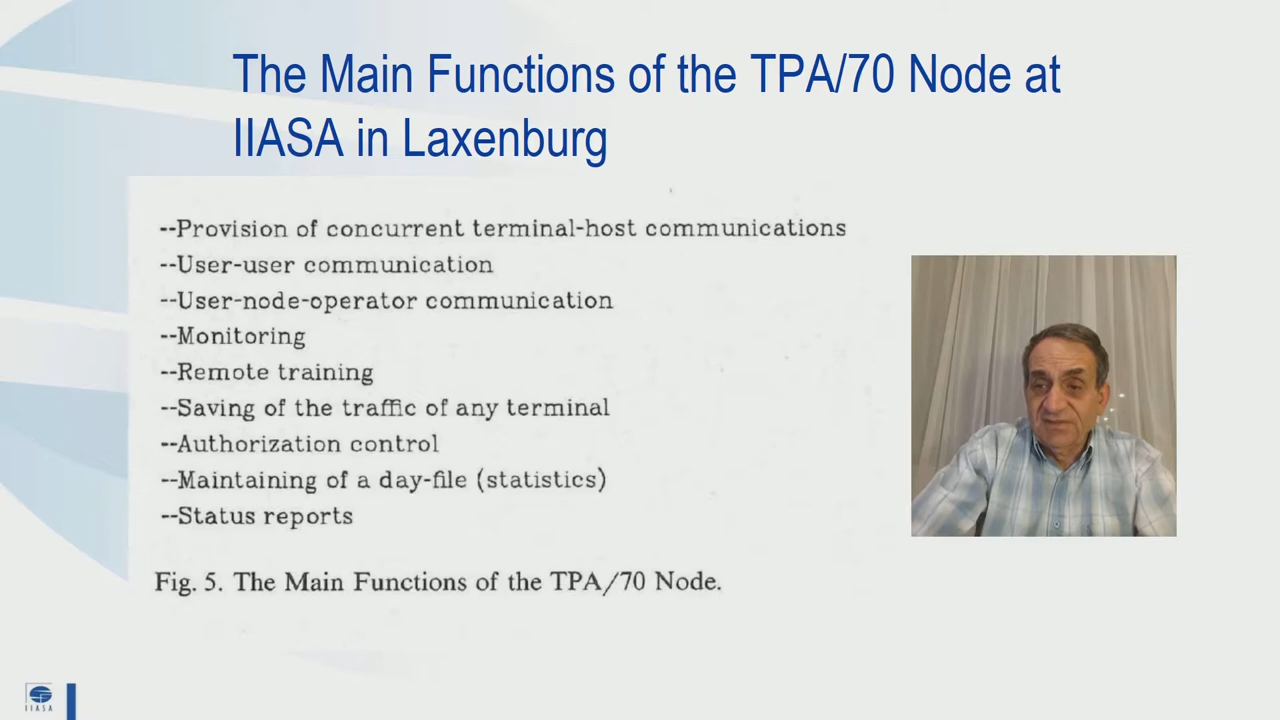 The Main Functions of the TPA/70 Node at
IIASA in Laxenburg
--Provision of concurrent terminal-host communications
--User-user communication
--User-node-operator communication
--Monitoring
--Remote training
--Saving of the traffic of any terminal
--Authorization control
--Maintaining of a day-file (statistics)
--Status reports
Fig. 5. The Main Functions of the TPA/70 Node.
IIASA